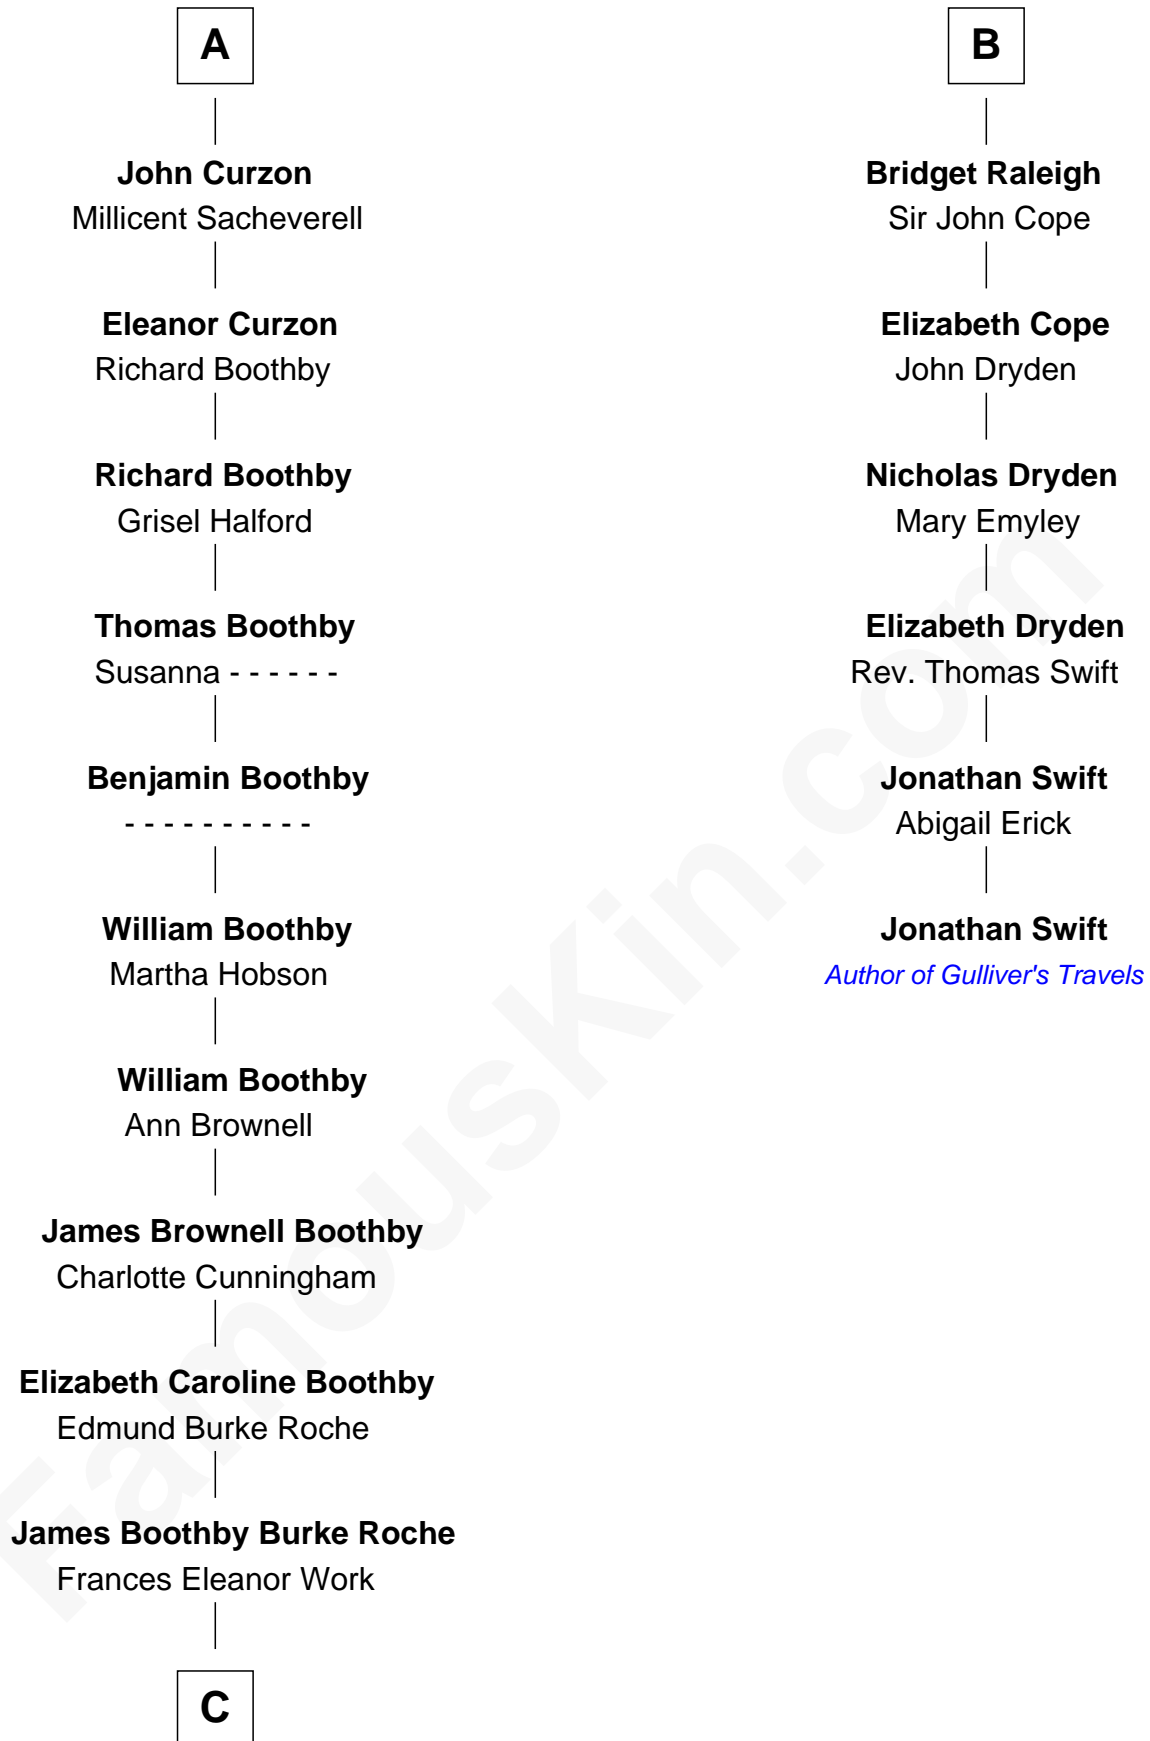 A
John Curzon
Millicent Sacheverell
Eleanor Curzon
Richard Boothby
Richard Boothby
Grisel Halford
Thomas Boothby
Susanna - - - - - -
Benjamin Boothby
- - - - - - - - - -
William Boothby
Martha Hobson
William Boothby
Ann Brownell
James Brownell Boothby
Charlotte Cunningham
Elizabeth Caroline Boothby
Edmund Burke Roche
James Boothby Burke Roche
Frances Eleanor Work
C
B
Bridget Raleigh
Sir John Cope
Elizabeth Cope
John Dryden
Nicholas Dryden
Mary Emyley
Elizabeth Dryden
Rev. Thomas Swift
Jonathan Swift
Abigail Erick
Jonathan Swift
Author of Gulliver's Travels
FamousKin.com